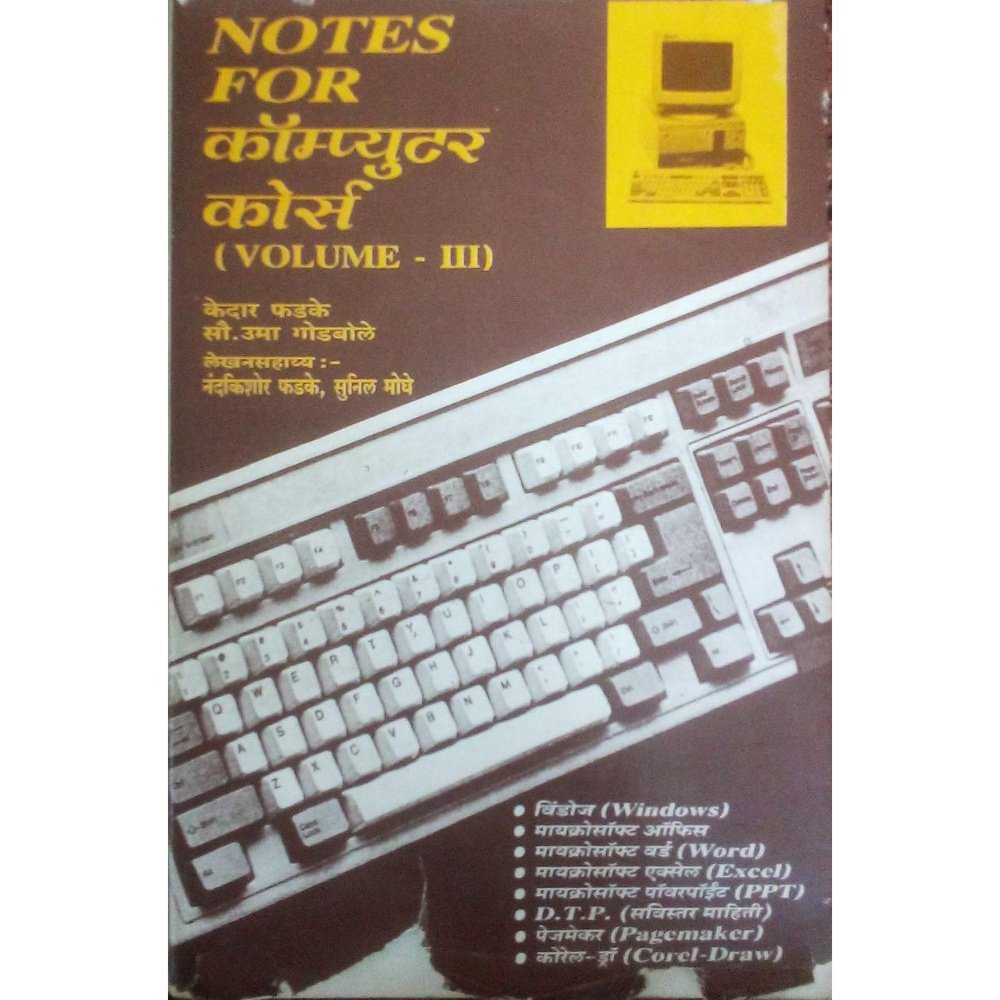 NOTES
FOR
कॉम्प्युटर
कोर्स
(VOLUME - III)
केदार फडके
सौ.उमा गोडबोले
लेखनसहाय्य :-
नंदकिशोर फडके, सुनिल मोघे
• विंडोज (Windows)
• मायक्रोसॉफ्ट ऑफिस
• मायक्रोसॉफ्ट वर्ड (Word)
• मायक्रोसॉफ्ट एक्सेल (Excel)
• मायक्रोसॉफ्ट पॉवरपॉईंट (PPT)
• D.T.P. (सविस्तर माहिती)
• पेजमेकर (Pagemaker)
• कोरेल-ड्रॉ (Corel-Draw)